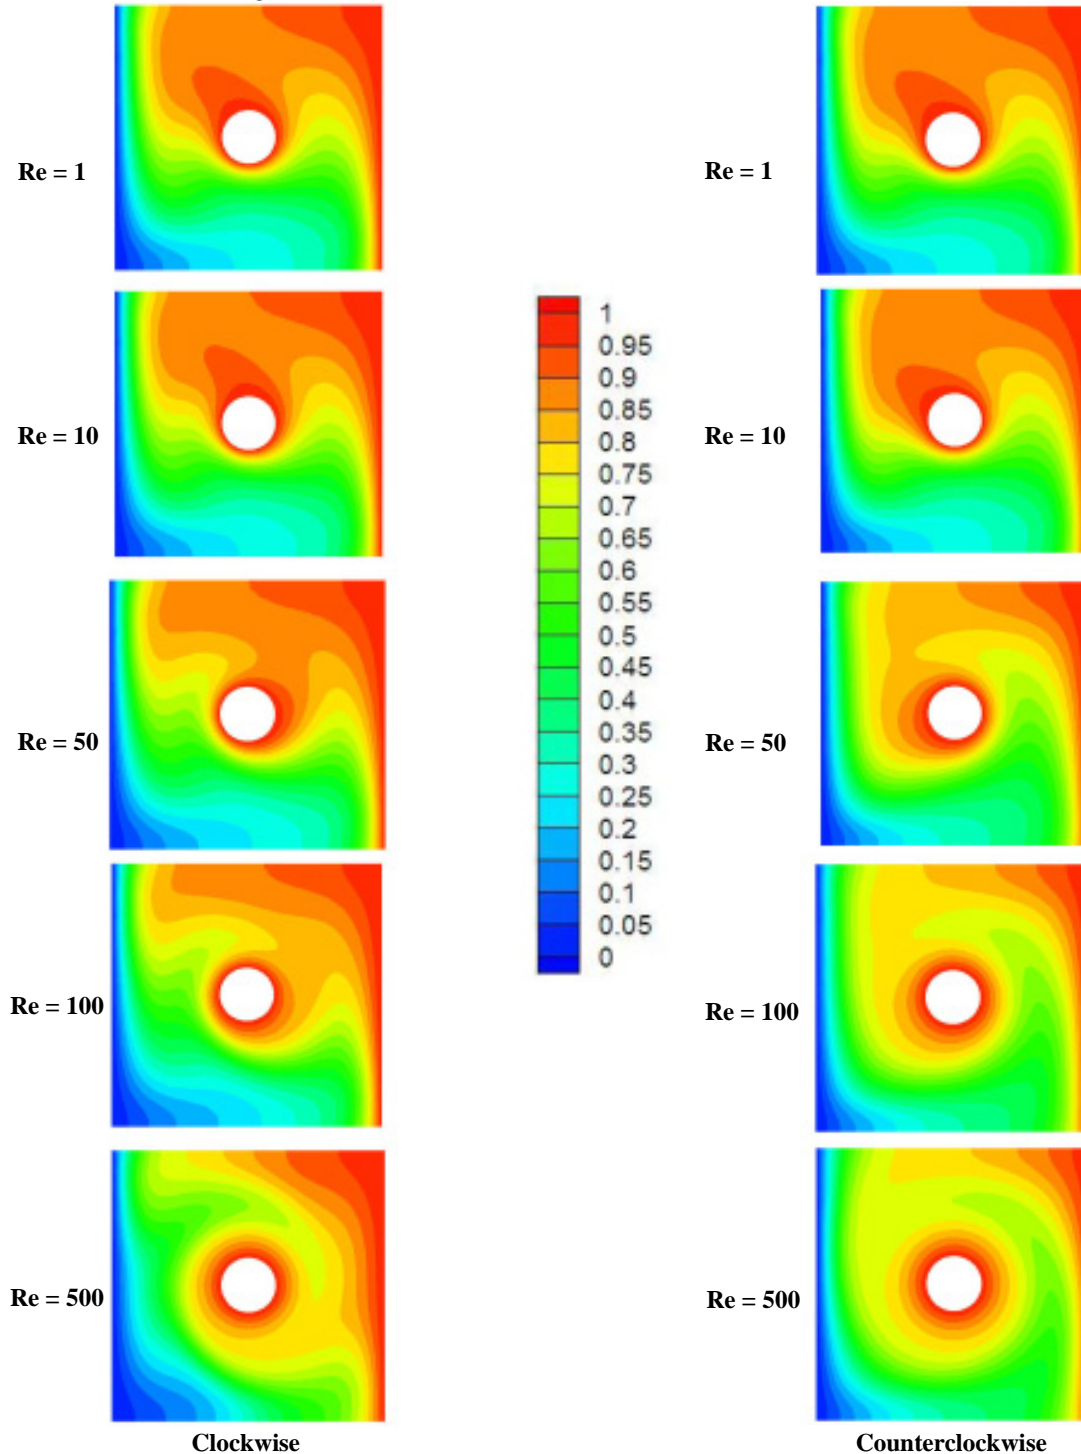 Re = 1
Re = 1
Re = 10
Re = 10
Re = 50
Re = 50
Re = 100
Re = 100
Re = 500
Re = 500
1
0.95
0.9
0.85
0.8
0.75
0.7
0.65
0.6
0.55
0.5
0.45
0.4
0.35
0.3
0.25
0.2
0.15
0.1
0.05
0
Clockwise
Counterclockwise